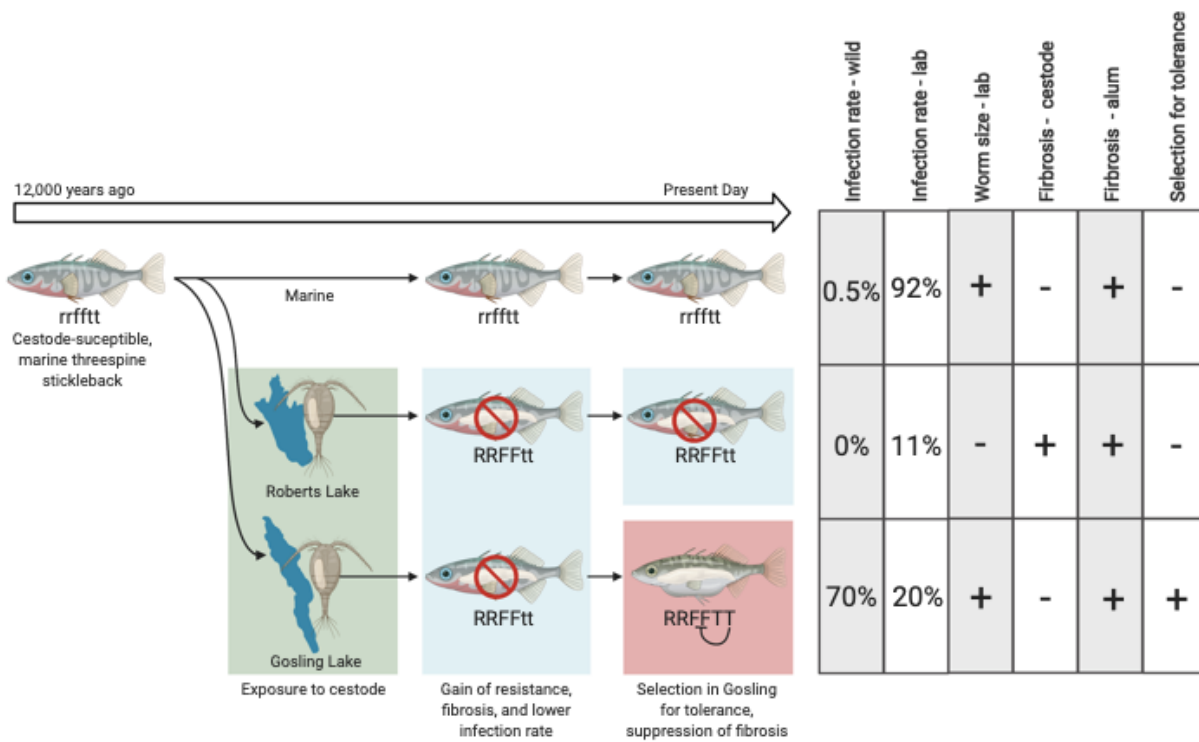 Infection rate - wild
Infection rate - lab
Worm size - lab
Firbrosis - cestode
Firbrosis - alum
Selection for tolerance
12,000 years ago
Present Day
rrfftt
Cestode-suceptible,
marine threespine
stickleback
Marine
rrfftt
rrfftt
0.5% 92% + - + -
Roberts Lake
RRFFtt
RRFFtt
0% 11% - + + -
Gosling Lake
RRFFtt
RRFFTT
70% 20% + - + +
Exposure to cestode
Gain of resistance,
fibrosis, and lower
infection rate
Selection in Gosling
for tolerance,
suppression of fibrosis